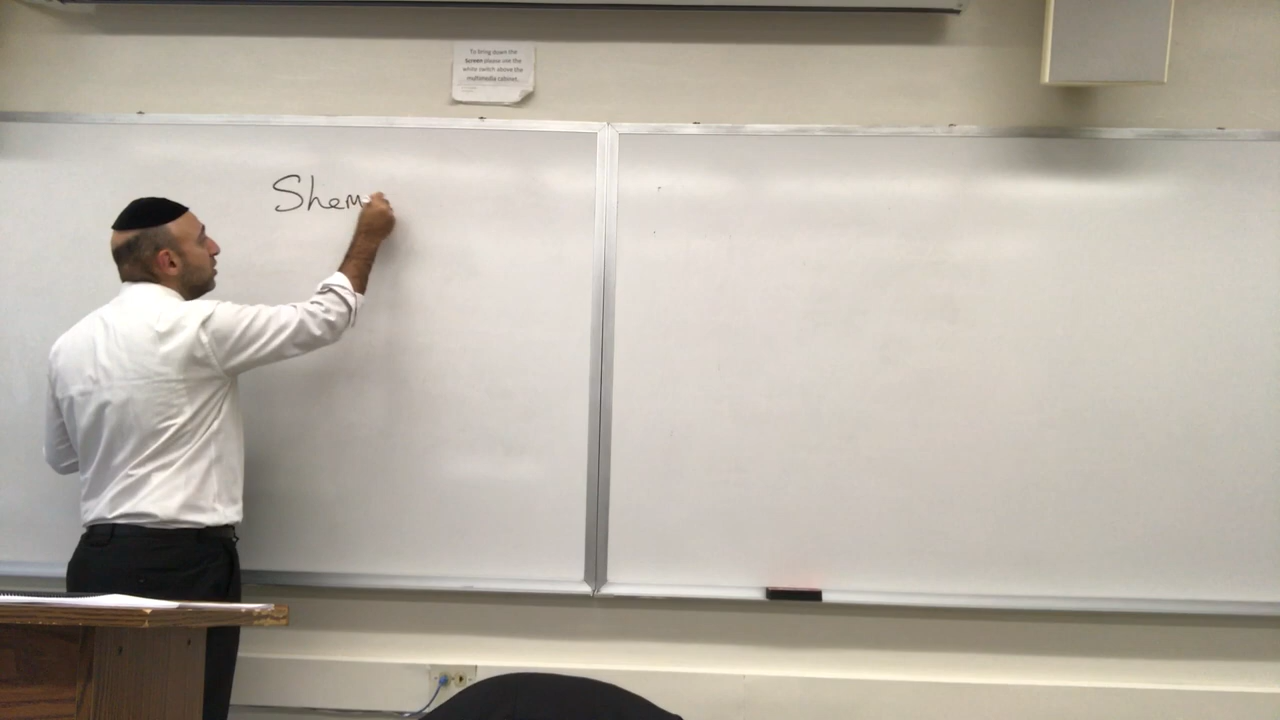 To bring down the
Screen please use the
white switch above the
multimedia cabinet.
Shem